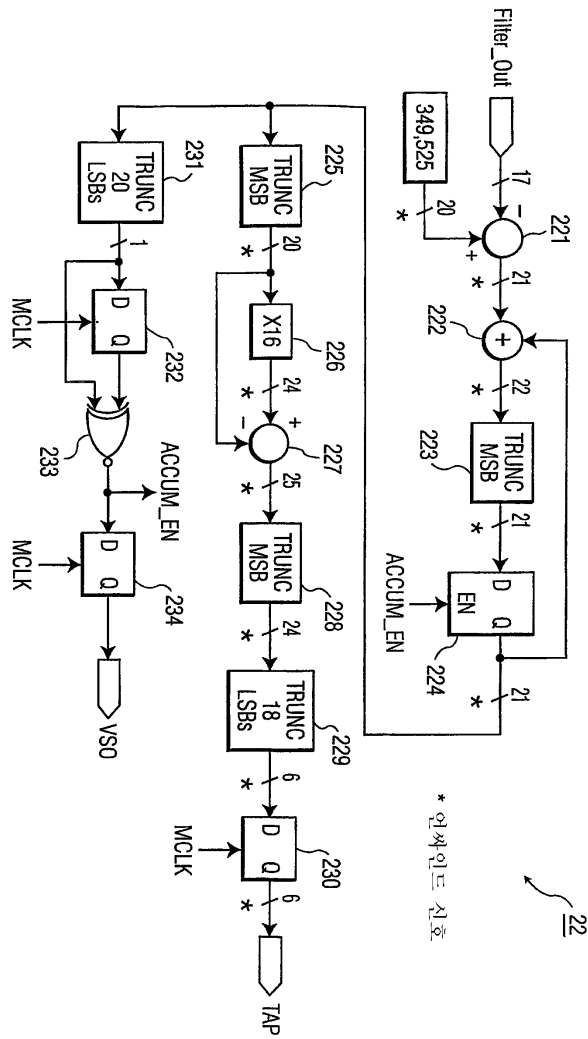 22
* 언싸인드 신호
Filter_Out
17
−
221
349,525
20
*
+
21
*
222
+
22
*
TRUNC
MSB
223
21
*
D
Q
EN
224
ACCUM_EN
21
*
TRUNC
MSB
225
20
*
X16
226
24
*
+
−
227
25
*
TRUNC
MSB
228
24
*
TRUNC
18
LSBs
229
6
*
D
Q
230
MCLK
6
*
TAP
TRUNC
20
LSBs
231
1
D
Q
232
MCLK
233
ACCUM_EN
D
Q
234
MCLK
VSO